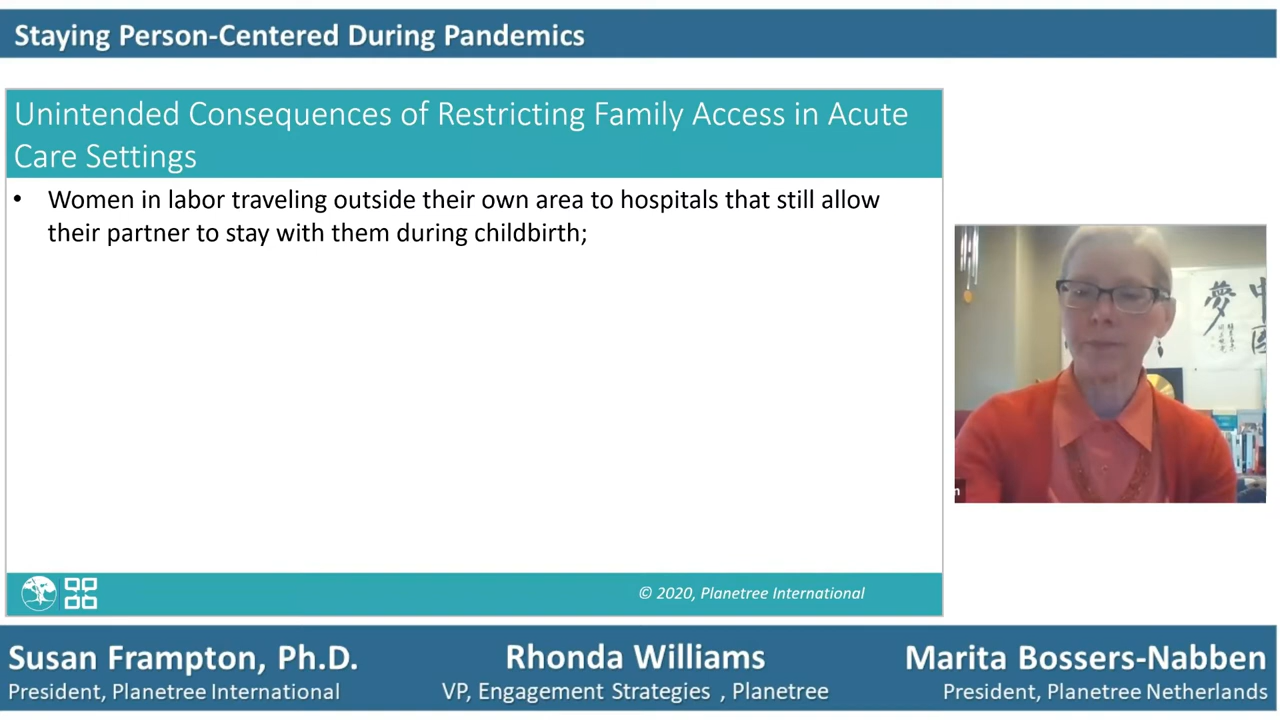 Staying Person-Centered During Pandemics
Unintended Consequences of Restricting Family Access in Acute
Care Settings
• Women in labor traveling outside their own area to hospitals that still allow
their partner to stay with them during childbirth;
夢
中
國
n
© 2020, Planetree International
Susan Frampton, Ph.D.
President, Planetree International
Rhonda Williams
VP, Engagement Strategies , Planetree
Marita Bossers-Nabben
President, Planetree Netherlands